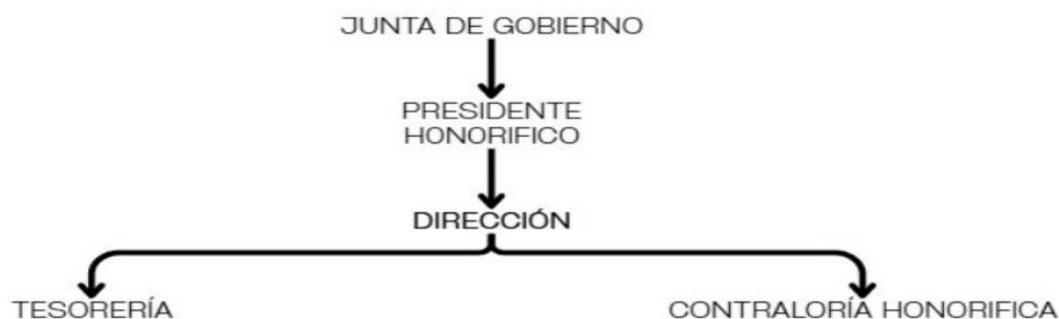 JUNTA DE GOBIERNO
PRESIDENTE
HONORIFICO
DIRECCIÓN
TESORERÍA
CONTRALORÍA HONORIFICA